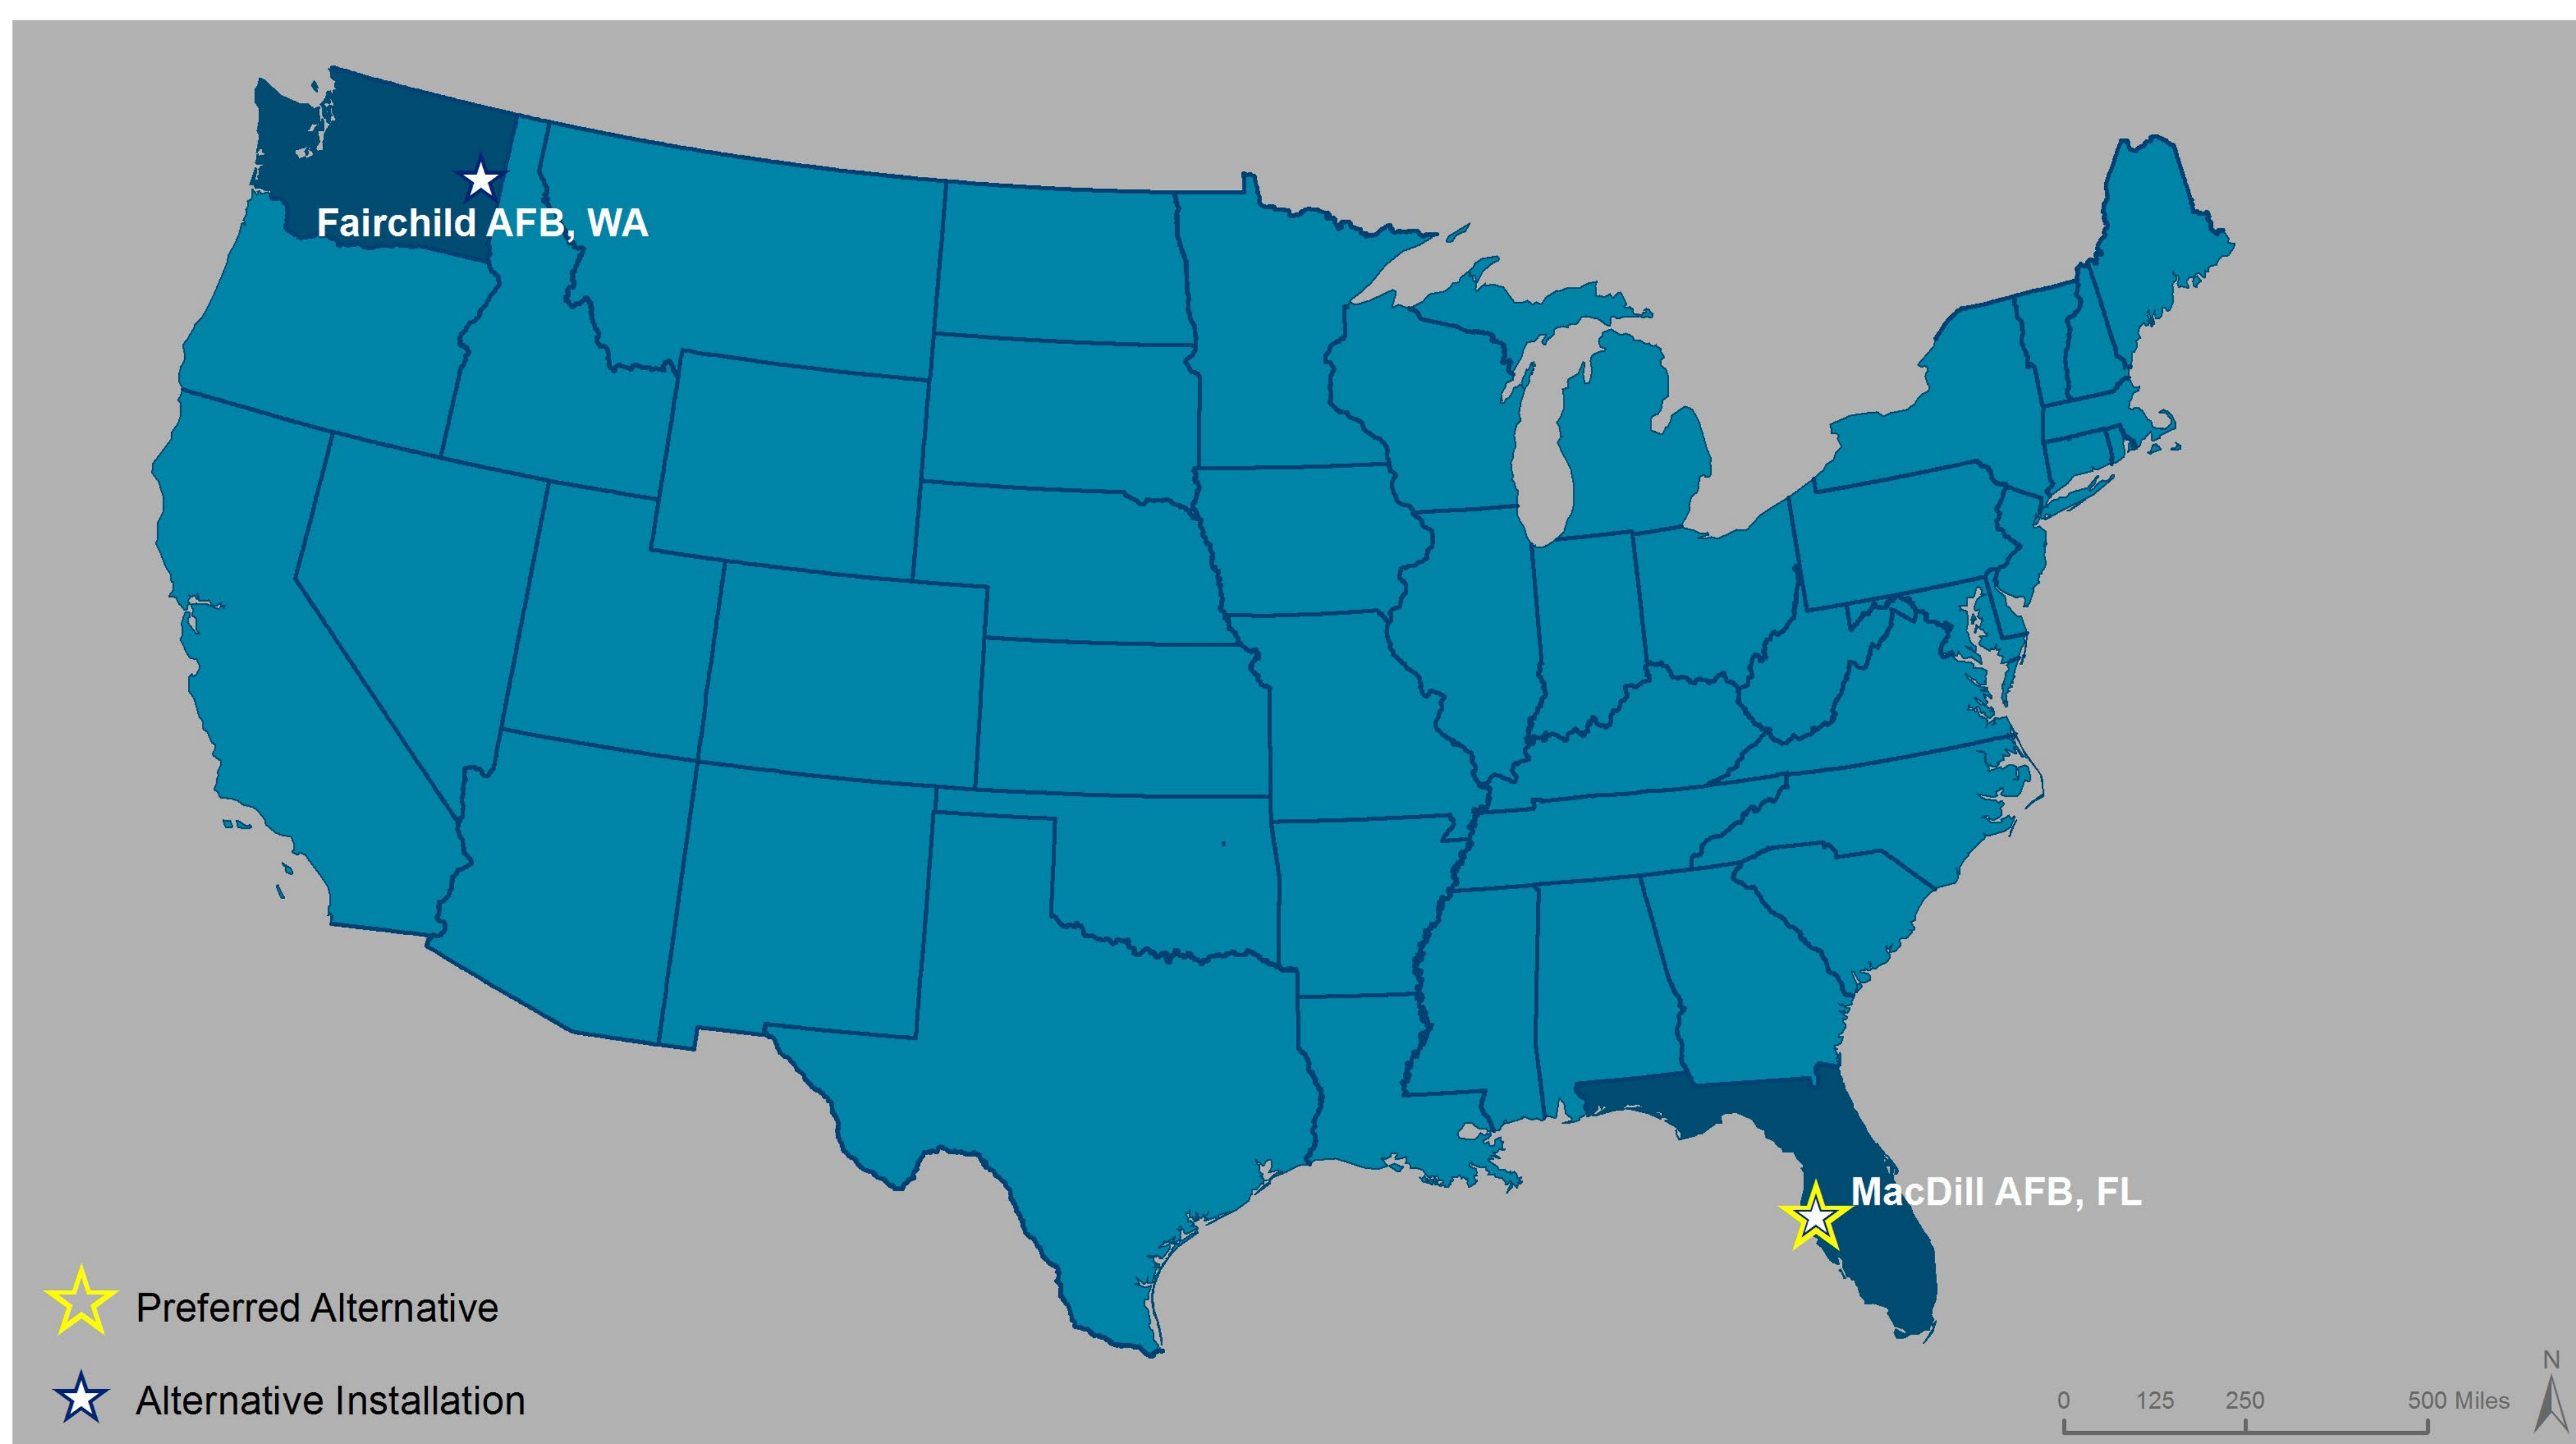 Fairchild AFB, WA
MacDill AFB, FL
Preferred Alternative
Alternative Installation
N
0 125 250 500 Miles